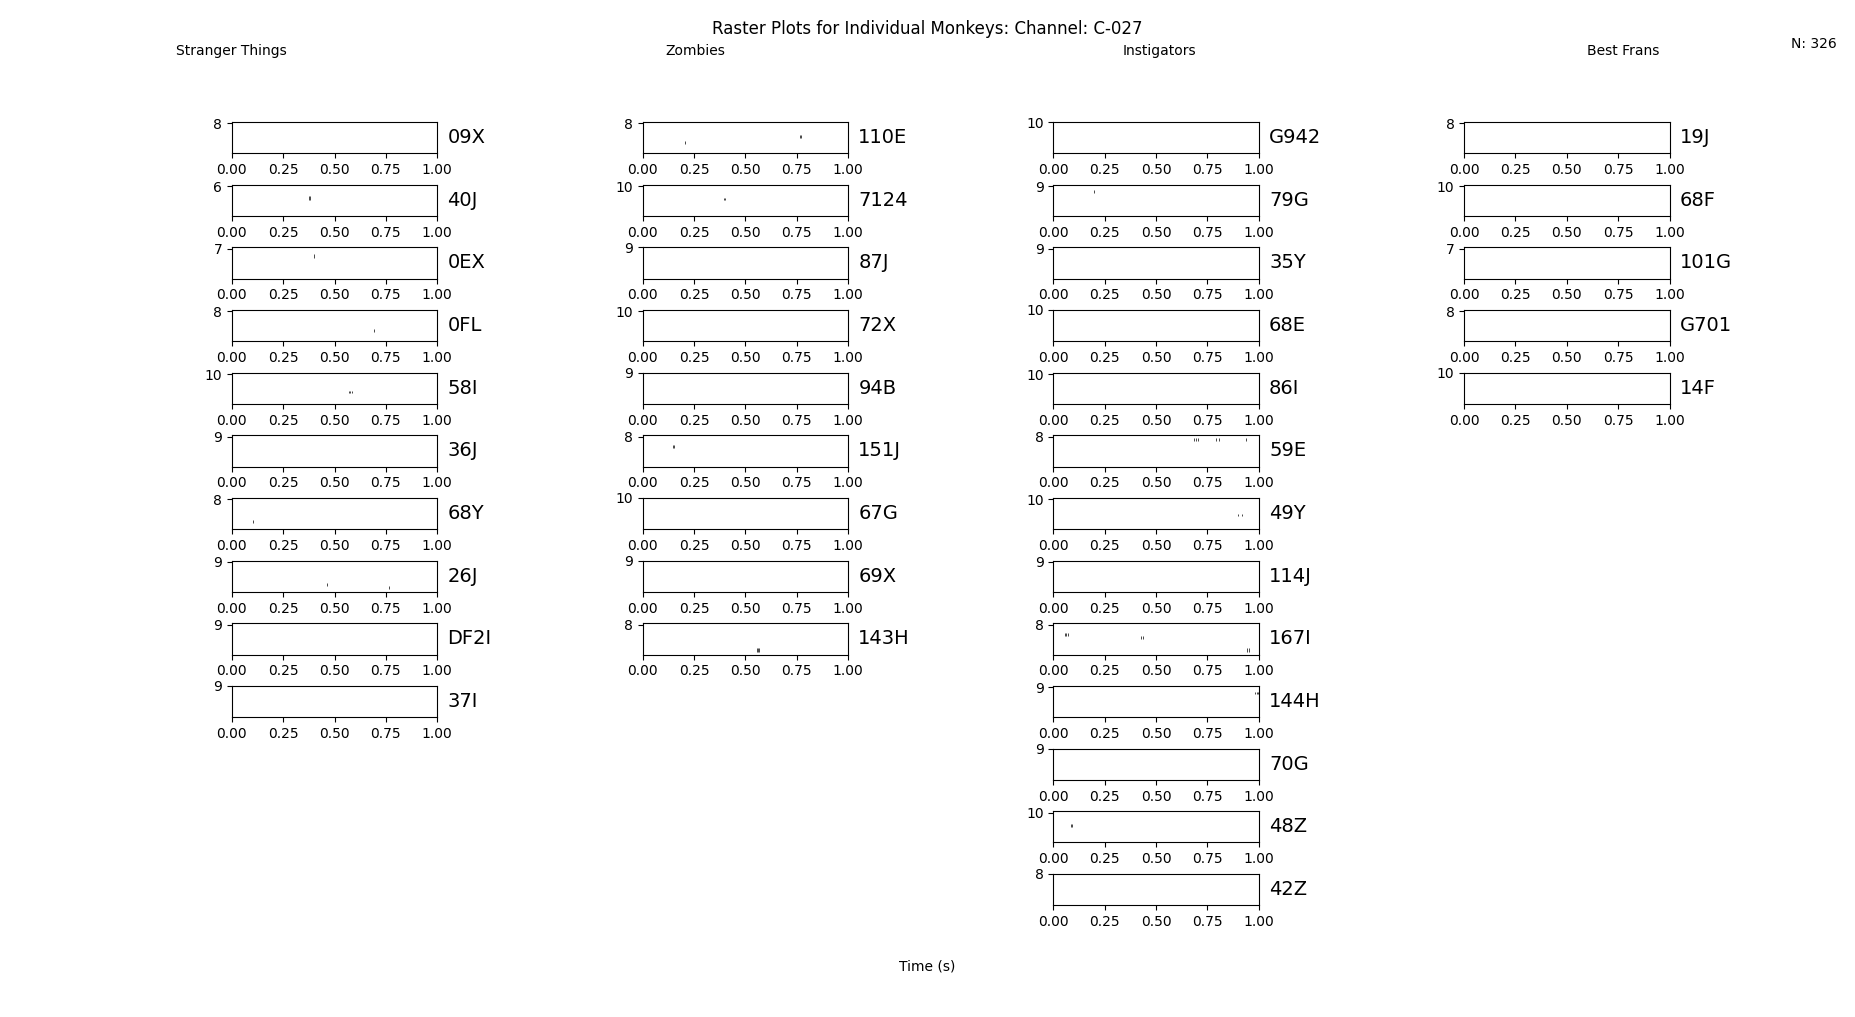 Raster Plots for Individual Monkeys: Channel: C-027
N: 326
Stranger Things Zombies Instigators Best Frans
8 09X 8 110E 10 G942 8 19J
0.00 0.25 0.50 0.75 1.00 0.00 0.25 0.50 0.75 1.00 0.00 0.25 0.50 0.75 1.00 0.00 0.25 0.50 0.75 1.00
6 40J 10 7124 9 79G 10 68F
0.00 0.25 0.50 0.75 1.00 0.00 0.25 0.50 0.75 1.00 0.00 0.25 0.50 0.75 1.00 0.00 0.25 0.50 0.75 1.00
7 0EX 9 87J 9 35Y 7 101G
0.00 0.25 0.50 0.75 1.00 0.00 0.25 0.50 0.75 1.00 0.00 0.25 0.50 0.75 1.00 0.00 0.25 0.50 0.75 1.00
8 0FL 10 72X 10 68E 8 G701
0.00 0.25 0.50 0.75 1.00 0.00 0.25 0.50 0.75 1.00 0.00 0.25 0.50 0.75 1.00 0.00 0.25 0.50 0.75 1.00
10 58I 9 94B 10 86I 10 14F
0.00 0.25 0.50 0.75 1.00 0.00 0.25 0.50 0.75 1.00 0.00 0.25 0.50 0.75 1.00 0.00 0.25 0.50 0.75 1.00
9 36J 8 151J 8 59E
0.00 0.25 0.50 0.75 1.00 0.00 0.25 0.50 0.75 1.00 0.00 0.25 0.50 0.75 1.00
8 68Y 10 67G 10 49Y
0.00 0.25 0.50 0.75 1.00 0.00 0.25 0.50 0.75 1.00 0.00 0.25 0.50 0.75 1.00
9 26J 9 69X 9 114J
0.00 0.25 0.50 0.75 1.00 0.00 0.25 0.50 0.75 1.00 0.00 0.25 0.50 0.75 1.00
9 DF2I 8 143H 8 167I
0.00 0.25 0.50 0.75 1.00 0.00 0.25 0.50 0.75 1.00 0.00 0.25 0.50 0.75 1.00
9 37I 9 144H
0.00 0.25 0.50 0.75 1.00 0.00 0.25 0.50 0.75 1.00
9 70G
0.00 0.25 0.50 0.75 1.00
10 48Z
0.00 0.25 0.50 0.75 1.00
8 42Z
0.00 0.25 0.50 0.75 1.00
Time (s)